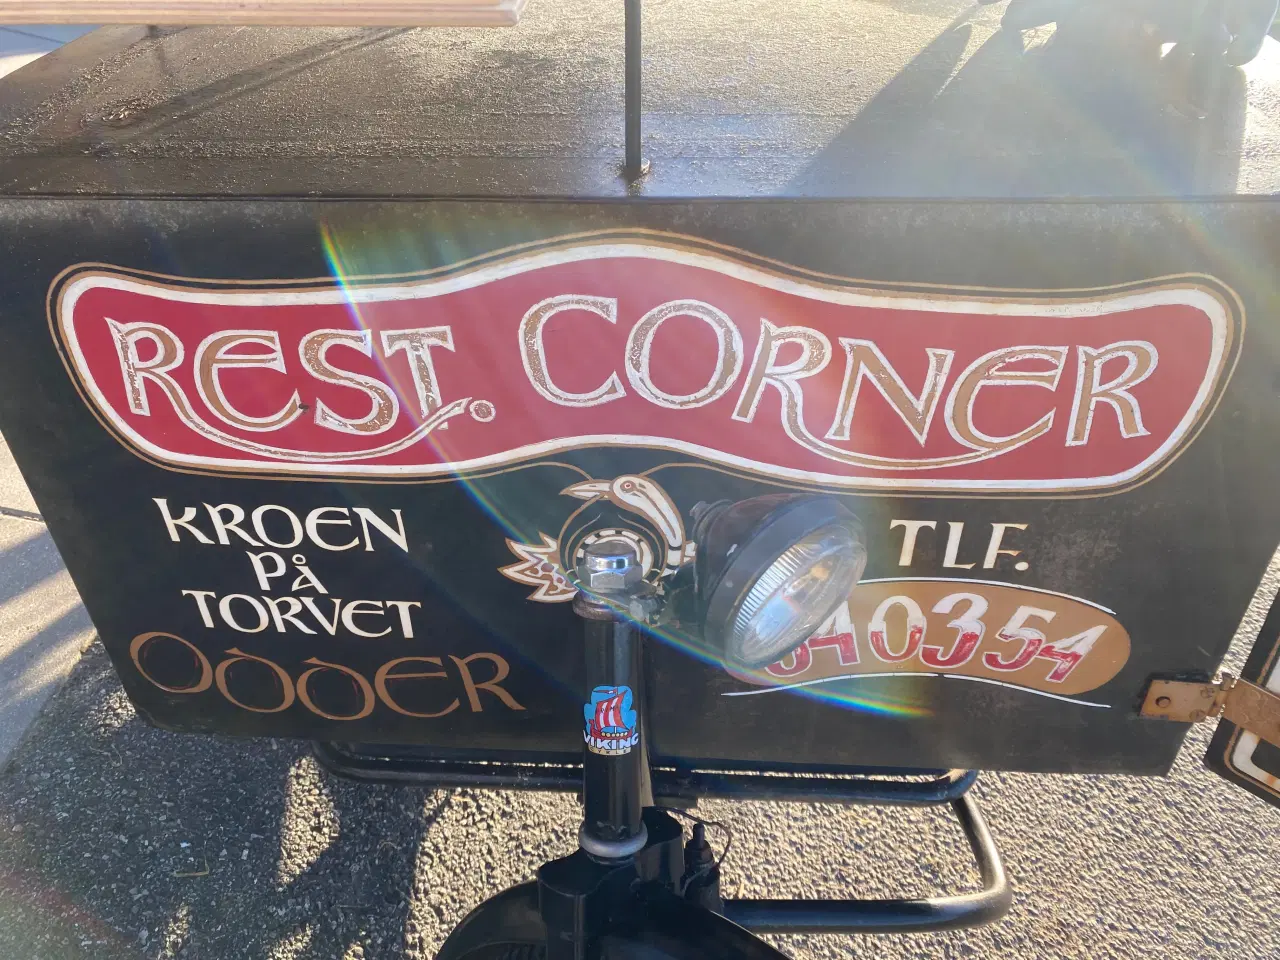 REST. CORNER
KROEN
PÅ
TORVET
ODDER
TLF.
540354
VIKING